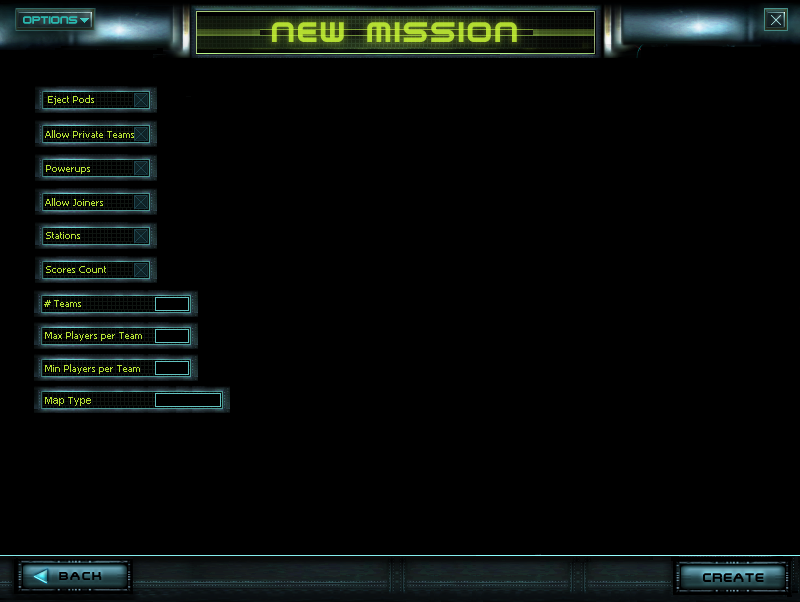 OPTIONS
NEW MISSION
Eject Pods
Allow Private Teams
Powerups
Allow Joiners
Stations
Scores Count
# Teams
Max Players per Team
Min Players per Team
Map Type
BACK
CREATE